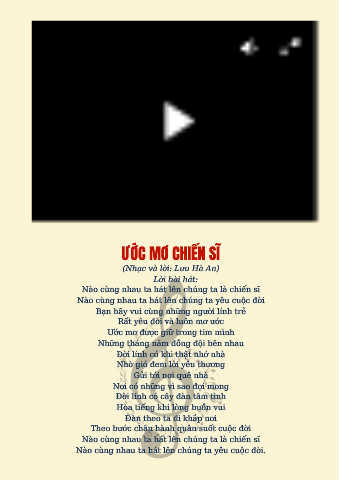 ƯỚC MƠ CHIẾN SĨ
(Nhạc và lời: Lưu Hà An)
Lời bài hát:
Nào cùng nhau ta hát lên chúng ta là chiến sĩ
Nào cùng nhau ta hát lên chúng ta yêu cuộc đời
Bạn hãy vui cùng những người lính trẻ
Rất yêu đời và luôn mơ ước
Ước mơ được giữ trong tim mình
Những tháng năm đồng đội bên nhau
Đời lính có khi thật nhớ nhà
Nhờ gió đem lời yêu thương
Gửi tới nơi quê nhà
Nơi có những vì sao đợi mong
Đời lính có cây đàn tâm tình
Hòa tiếng khi lòng buồn vui
Đàn theo ta đi khắp nơi
Theo bước chân hành quân suốt cuộc đời
Nào cùng nhau ta hát lên chúng ta là chiến sĩ
Nào cùng nhau ta hát lên chúng ta yêu cuộc đời.